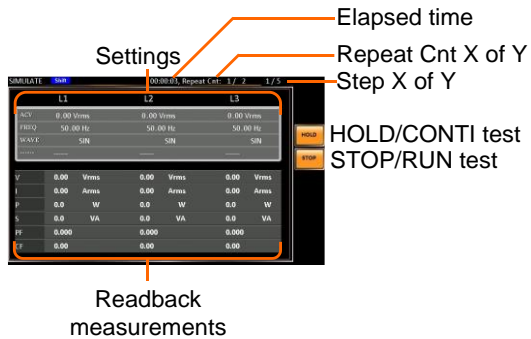 Elapsed time
Settings
Repeat Cnt X of Y
Step X of Y
SIMULATE Shift 00:00:03, Repeat Cnt: 1/ 2 1/5
L1 L2 L3
ACV 0.00 Vrms 0.00 Vrms 0.00 Vrms
FREQ 50.00 Hz 50.00 Hz 50.00 Hz
WAVE SIN SIN SIN
HOLD
HOLD/CONTI test
STOP
STOP/RUN test
V 0.00 Vrms 0.00 Vrms 0.00 Vrms
I 0.00 Arms 0.00 Arms 0.00 Arms
P 0.0 W 0.0 W 0.0 W
S 0.0 VA 0.0 VA 0.0 VA
PF 0.000 0.000 0.000
CF 0.00 0.00 0.00
Readback
measurements